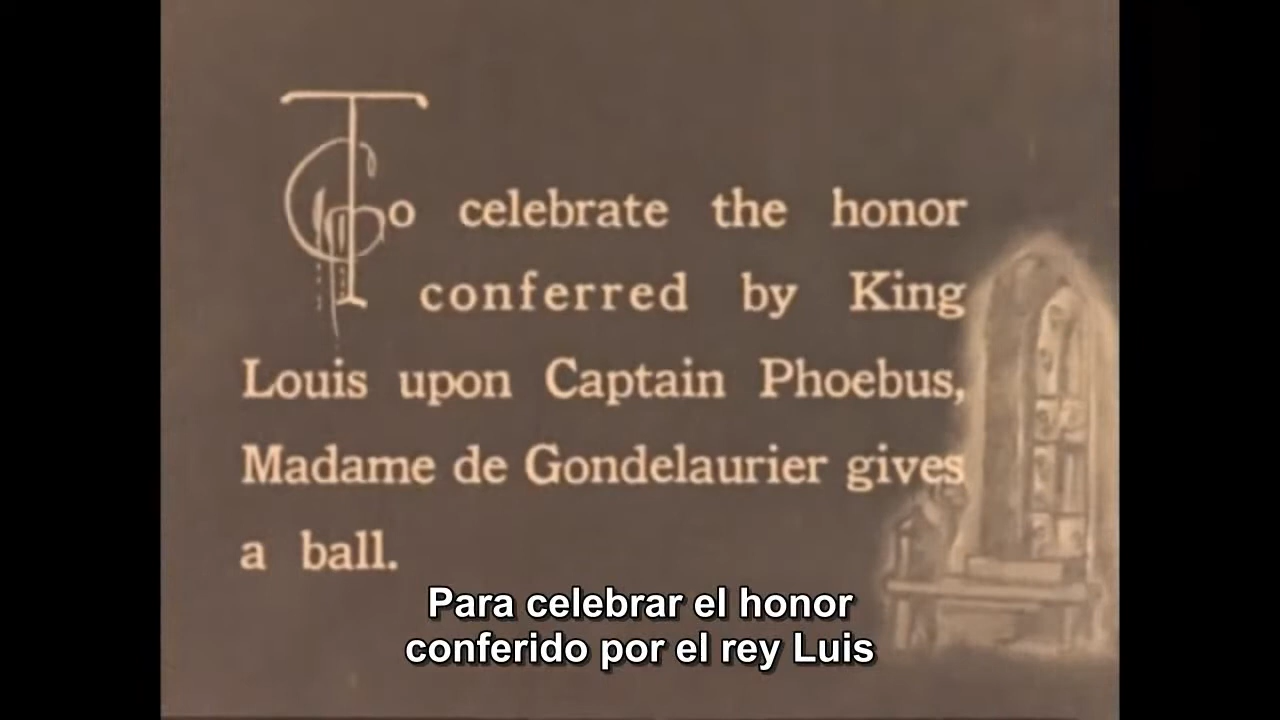 To celebrate the honor
conferred by King
Louis upon Captain Phoebus,
Madame de Gondelaurier gives
a ball.
Para celebrar el honor
conferido por el rey Luis